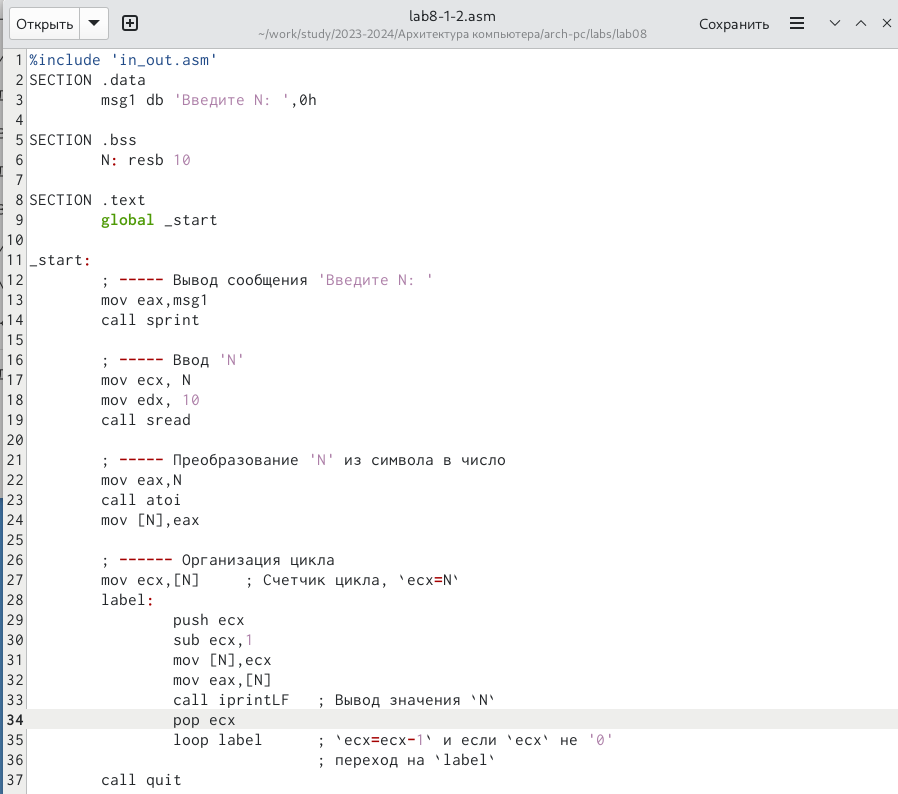 Открыть
lab8-1-2.asm
~/work/study/2023-2024/Архитектура компьютера/arch-pc/labs/lab08
Сохранить
1 %include 'in_out.asm'
2 SECTION .data
3         msg1 db 'Введите N: ',0h
4
5 SECTION .bss
6         N: resb 10
7
8 SECTION .text
9         global _start
10
11 _start:
12         ; ----- Вывод сообщения 'Введите N: '
13         mov eax,msg1
14         call sprint
15
16         ; ----- Ввод 'N'
17         mov ecx, N
18         mov edx, 10
19         call sread
20
21         ; ----- Преобразование 'N' из символа в число
22         mov eax,N
23         call atoi
24         mov [N],eax
25
26         ; ------ Организация цикла
27         mov ecx,[N]     ; Счетчик цикла, `ecx=N`
28         label:
29                 push ecx
30                 sub ecx,1
31                 mov [N],ecx
32                 mov eax,[N]
33                 call iprintLF   ; Вывод значения `N`
34                 pop ecx
35                 loop label      ; `ecx=ecx-1` и если `ecx` не '0'
36                                 ; переход на `label`
37         call quit